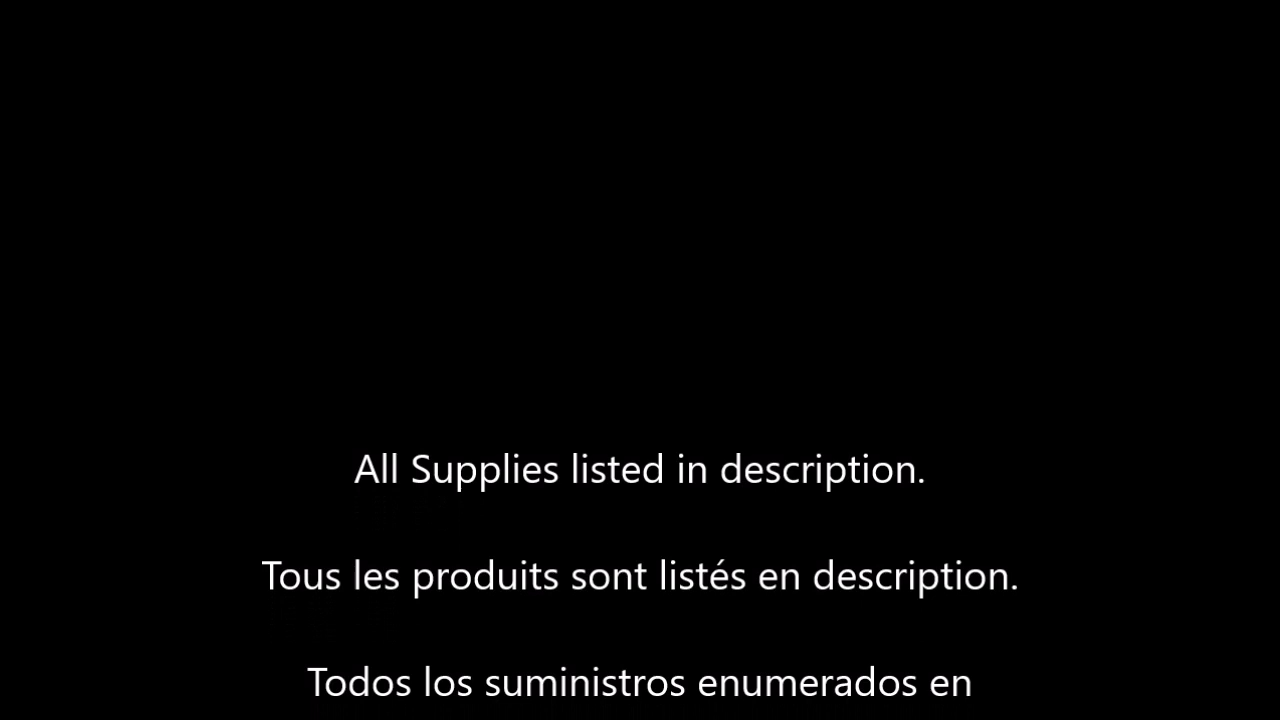 All Supplies listed in description.
Tous les produits sont listés en description.
Todos los suministros enumerados en